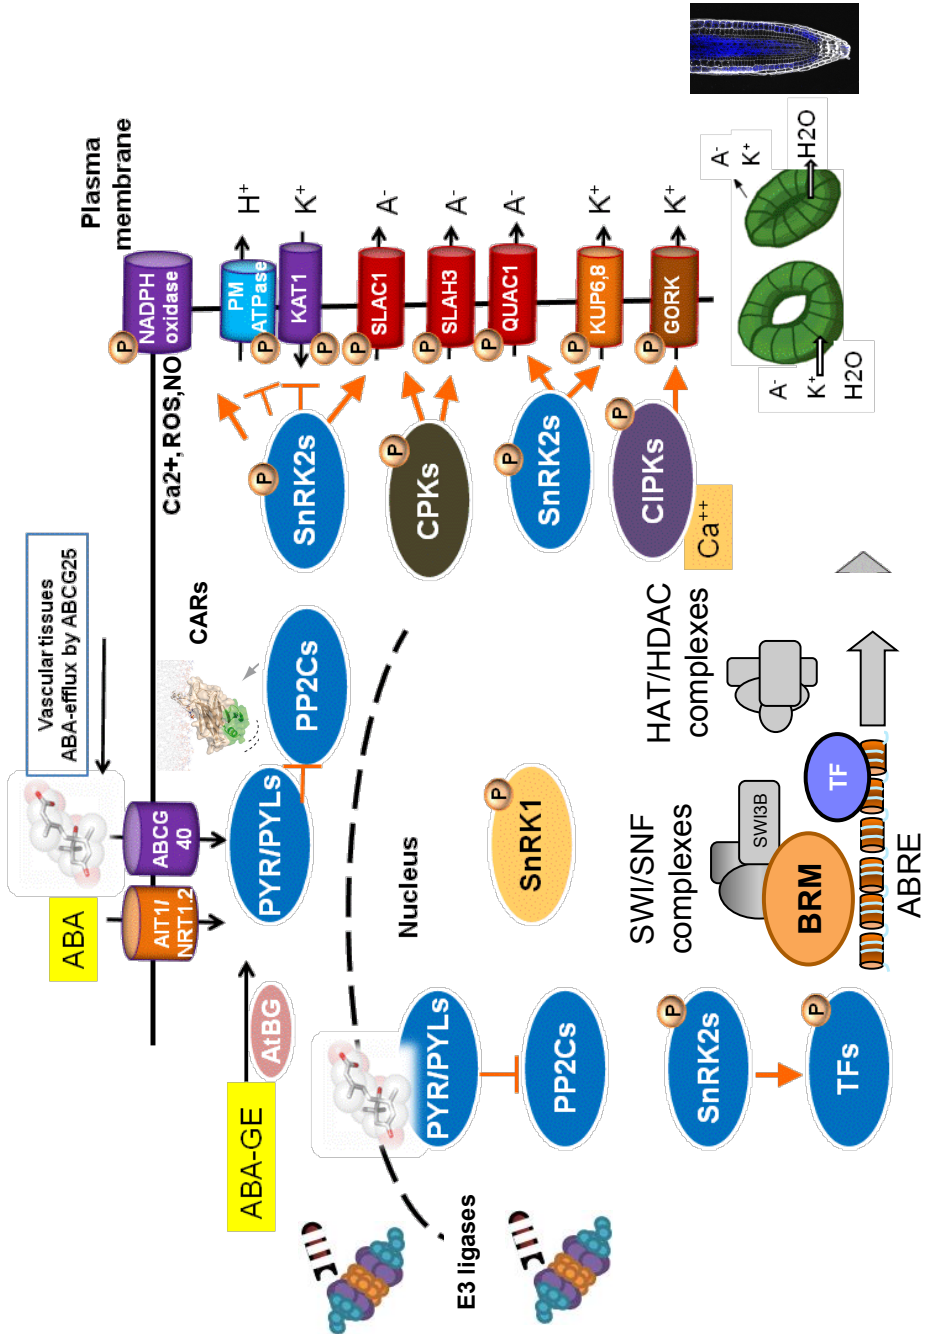 Vascular tissues
ABA-efflux by ABCG25
ABA
Plasma
membrane
AIT1/
NRT1.2
ABCG
40
Ca2+, ROS,NO
P
NADPH
oxidase
CARs
ABA-GE
AtBG
PYR/PYLs
PP2Cs
P
SnRK2s
P
PM
ATPase
H+
P
KAT1
K+
P
SLAC1
A-
P
CPKs
P
SLAH3
A-
Nucleus
PYR/PYLs
E3 ligases
PP2Cs
P
SnRK1
P
SnRK2s
P
QUAC1
A-
P
KUP6,8
K+
P
CIPKs
Ca++
P
GORK
K+
P
SnRK2s
P
TFs
SWI/SNF
complexes
SWI3B
BRM
TF
ABRE
HAT/HDAC
complexes
A-
K+
H2O
A-
K+
H2O